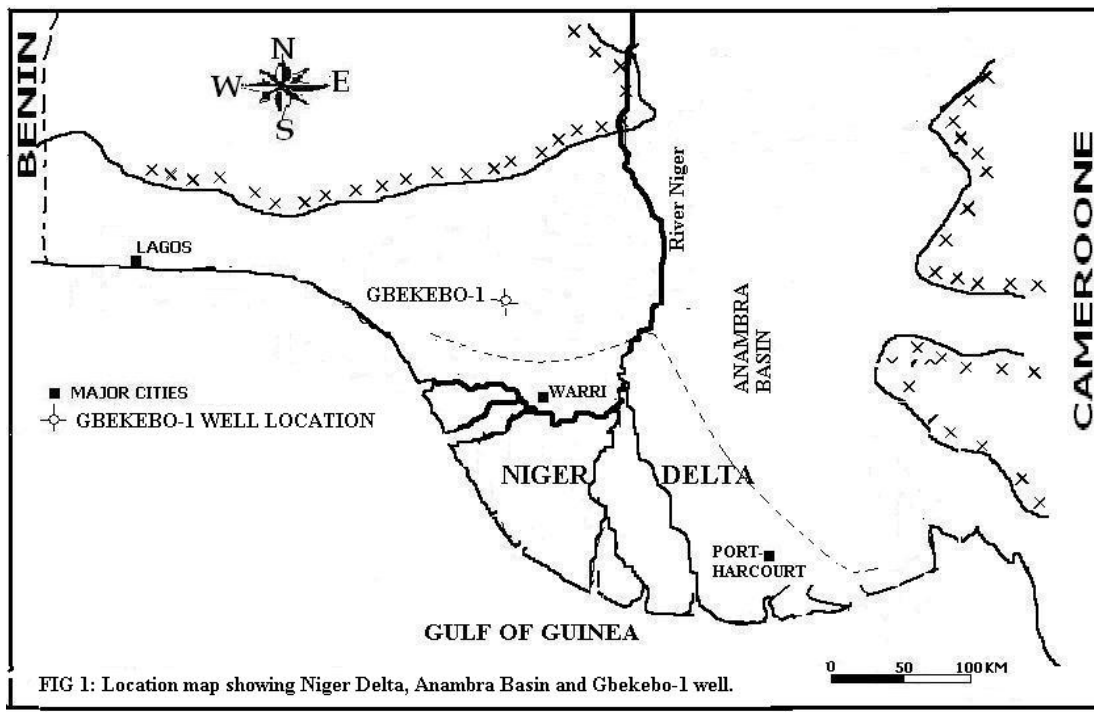 BENIN
N
W E
S
CAMEROONE
River Niger
LAGOS
GBEKEBO-1
ANAMBRA
BASIN
MAJOR CITIES
WARRI
GBEKEBO-1 WELL LOCATION
NIGER DELTA
PORT-
HARCOURT
GULF OF GUINEA
0 50 100 KM
FIG 1: Location map showing Niger Delta, Anambra Basin and Gbekebo-1 well.